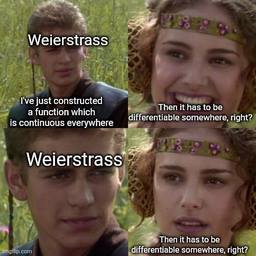 Weierstrass
I've just constructed
a function which
is continuous everywhere
Then it has to be
differentiable somewhere, right?
Weierstrass
Then it has to be
differentiable somewhere, right?
imgflip.com